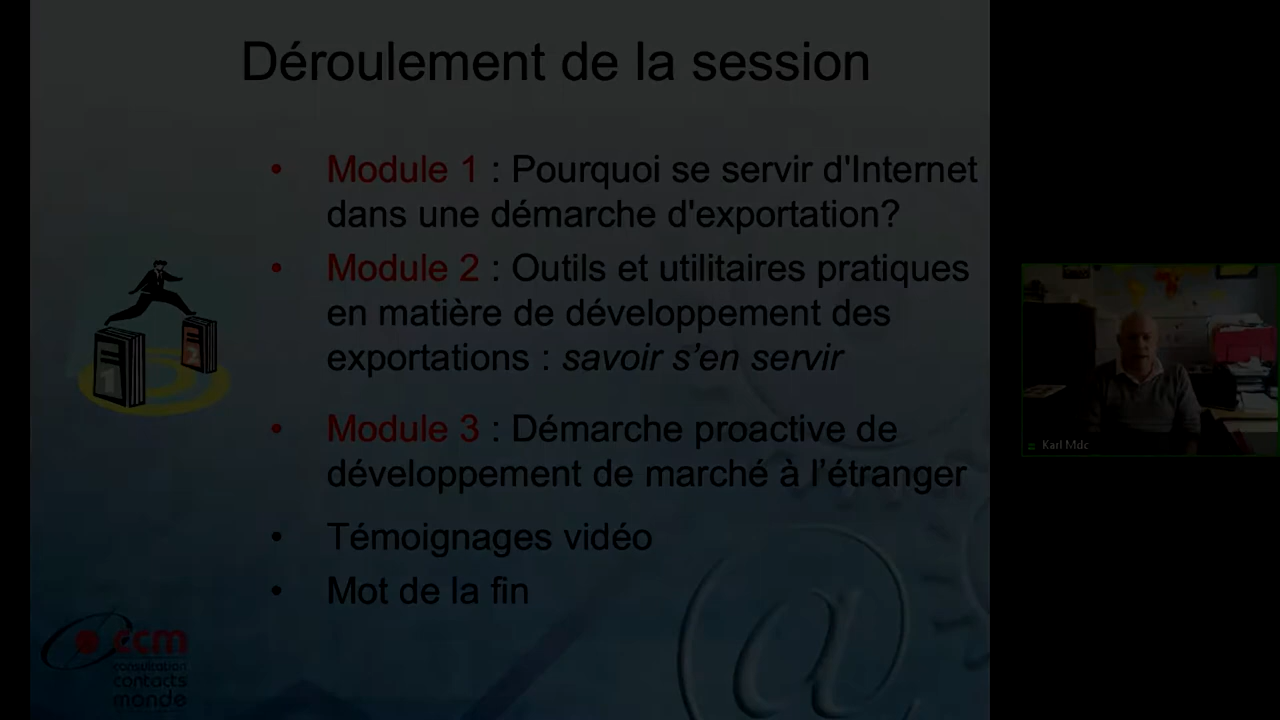 Déroulement de la session
• Module 1 : Pourquoi se servir d'Internet
dans une démarche d'exportation?
• Module 2 : Outils et utilitaires pratiques
en matière de développement des
exportations : savoir s’en servir
• Module 3 : Démarche proactive de
développement de marché à l’étranger
• Témoignages vidéo
• Mot de la fin
1
2
@
ccm
consultation
contacts
monde
Karl Mdc